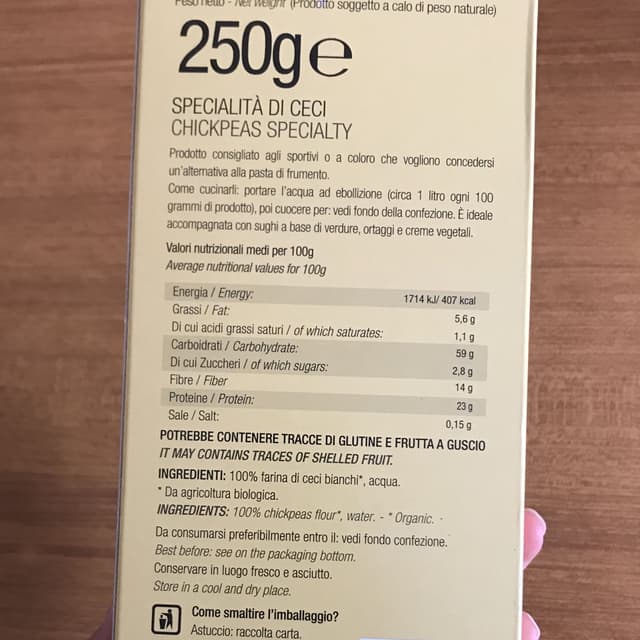 Peso netto - Net weight (Prodotto soggetto a calo di peso naturale)
250g e
SPECIALITÀ DI CECI
CHICKPEAS SPECIALTY
Prodotto consigliato agli sportivi o a coloro che vogliono concedersi
un'alternativa alla pasta di frumento.
Come cucinarli: portare l'acqua ad ebollizione (circa 1 litro ogni 100
grammi di prodotto), poi cuocere per: vedi fondo della confezione. È ideale
accompagnata con sughi a base di verdure, ortaggi e creme vegetali.
Valori nutrizionali medi per 100g
Average nutritional values for 100g
Energia / Energy: 1714 kJ/ 407 kcal
Grassi / Fat: 5,6 g
Di cui acidi grassi saturi / of which saturates: 1,1 g
Carboidrati / Carbohydrate: 59 g
Di cui Zuccheri / of which sugars: 2,8 g
Fibre / Fiber 14 g
Proteine / Protein: 23 g
Sale / Salt: 0,15 g
POTREBBE CONTENERE TRACCE DI GLUTINE E FRUTTA A GUSCIO
IT MAY CONTAINS TRACES OF SHELLED FRUIT.
INGREDIENTI: 100% farina di ceci bianchi*, acqua.
* Da agricoltura biologica.
INGREDIENTS: 100% chickpeas flour*, water. - * Organic.
Da consumarsi preferibilmente entro il: vedi fondo confezione.
Best before: see on the packaging bottom.
Conservare in luogo fresco e asciutto.
Store in a cool and dry place.
Come smaltire l'imballaggio?
Astuccio: raccolta carta.